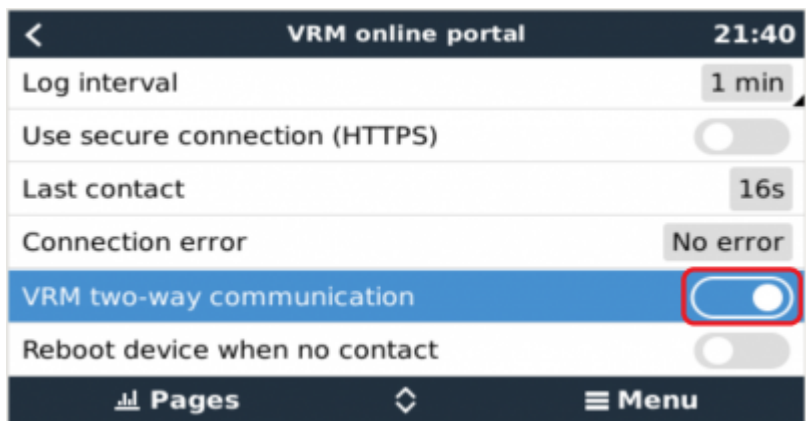 VRM online portal 21:40
Log interval 1 min
Use secure connection (HTTPS)
Last contact 16s
Connection error No error
VRM two-way communication
Reboot device when no contact
Pages Menu